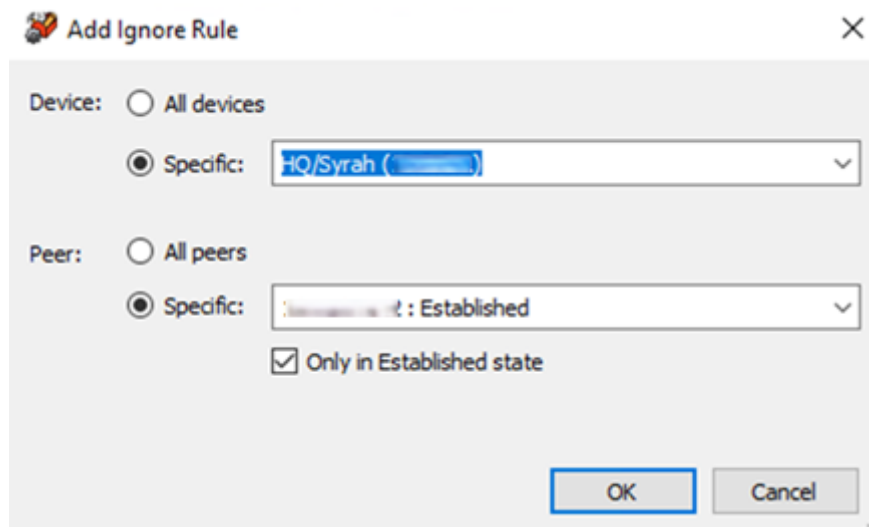 Add Ignore Rule
Device: All devices
Specific: HQ/Syrah ( )
Peer: All peers
Specific: : Established
Only in Established state
OK Cancel